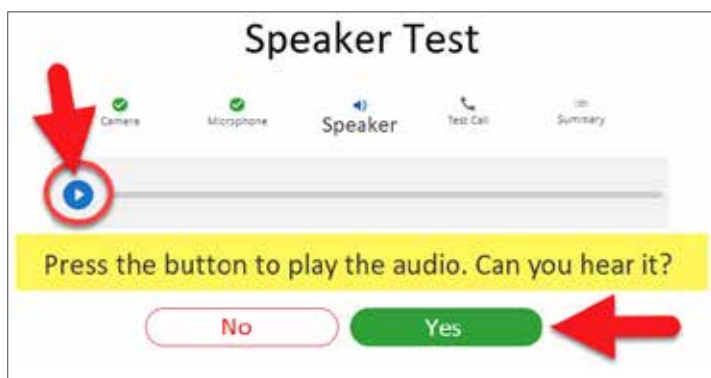 Speaker Test
Camera Microphone Speaker Test Call Summary
Press the button to play the audio. Can you hear it?
No Yes